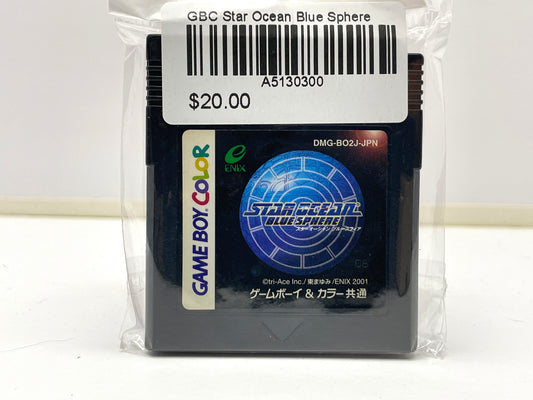 GBC Star Ocean Blue Sphere
A5130300
$20.00
DMG-BO2J-JPN
ENIX
GAME BOY COLOR
STAR OCEAN
BLUE SPHERE
スターオーシャン ブルースフィア
08
©tri-Ace Inc./東まゆみ/ENIX 2001
ゲームボーイ & カラー共通